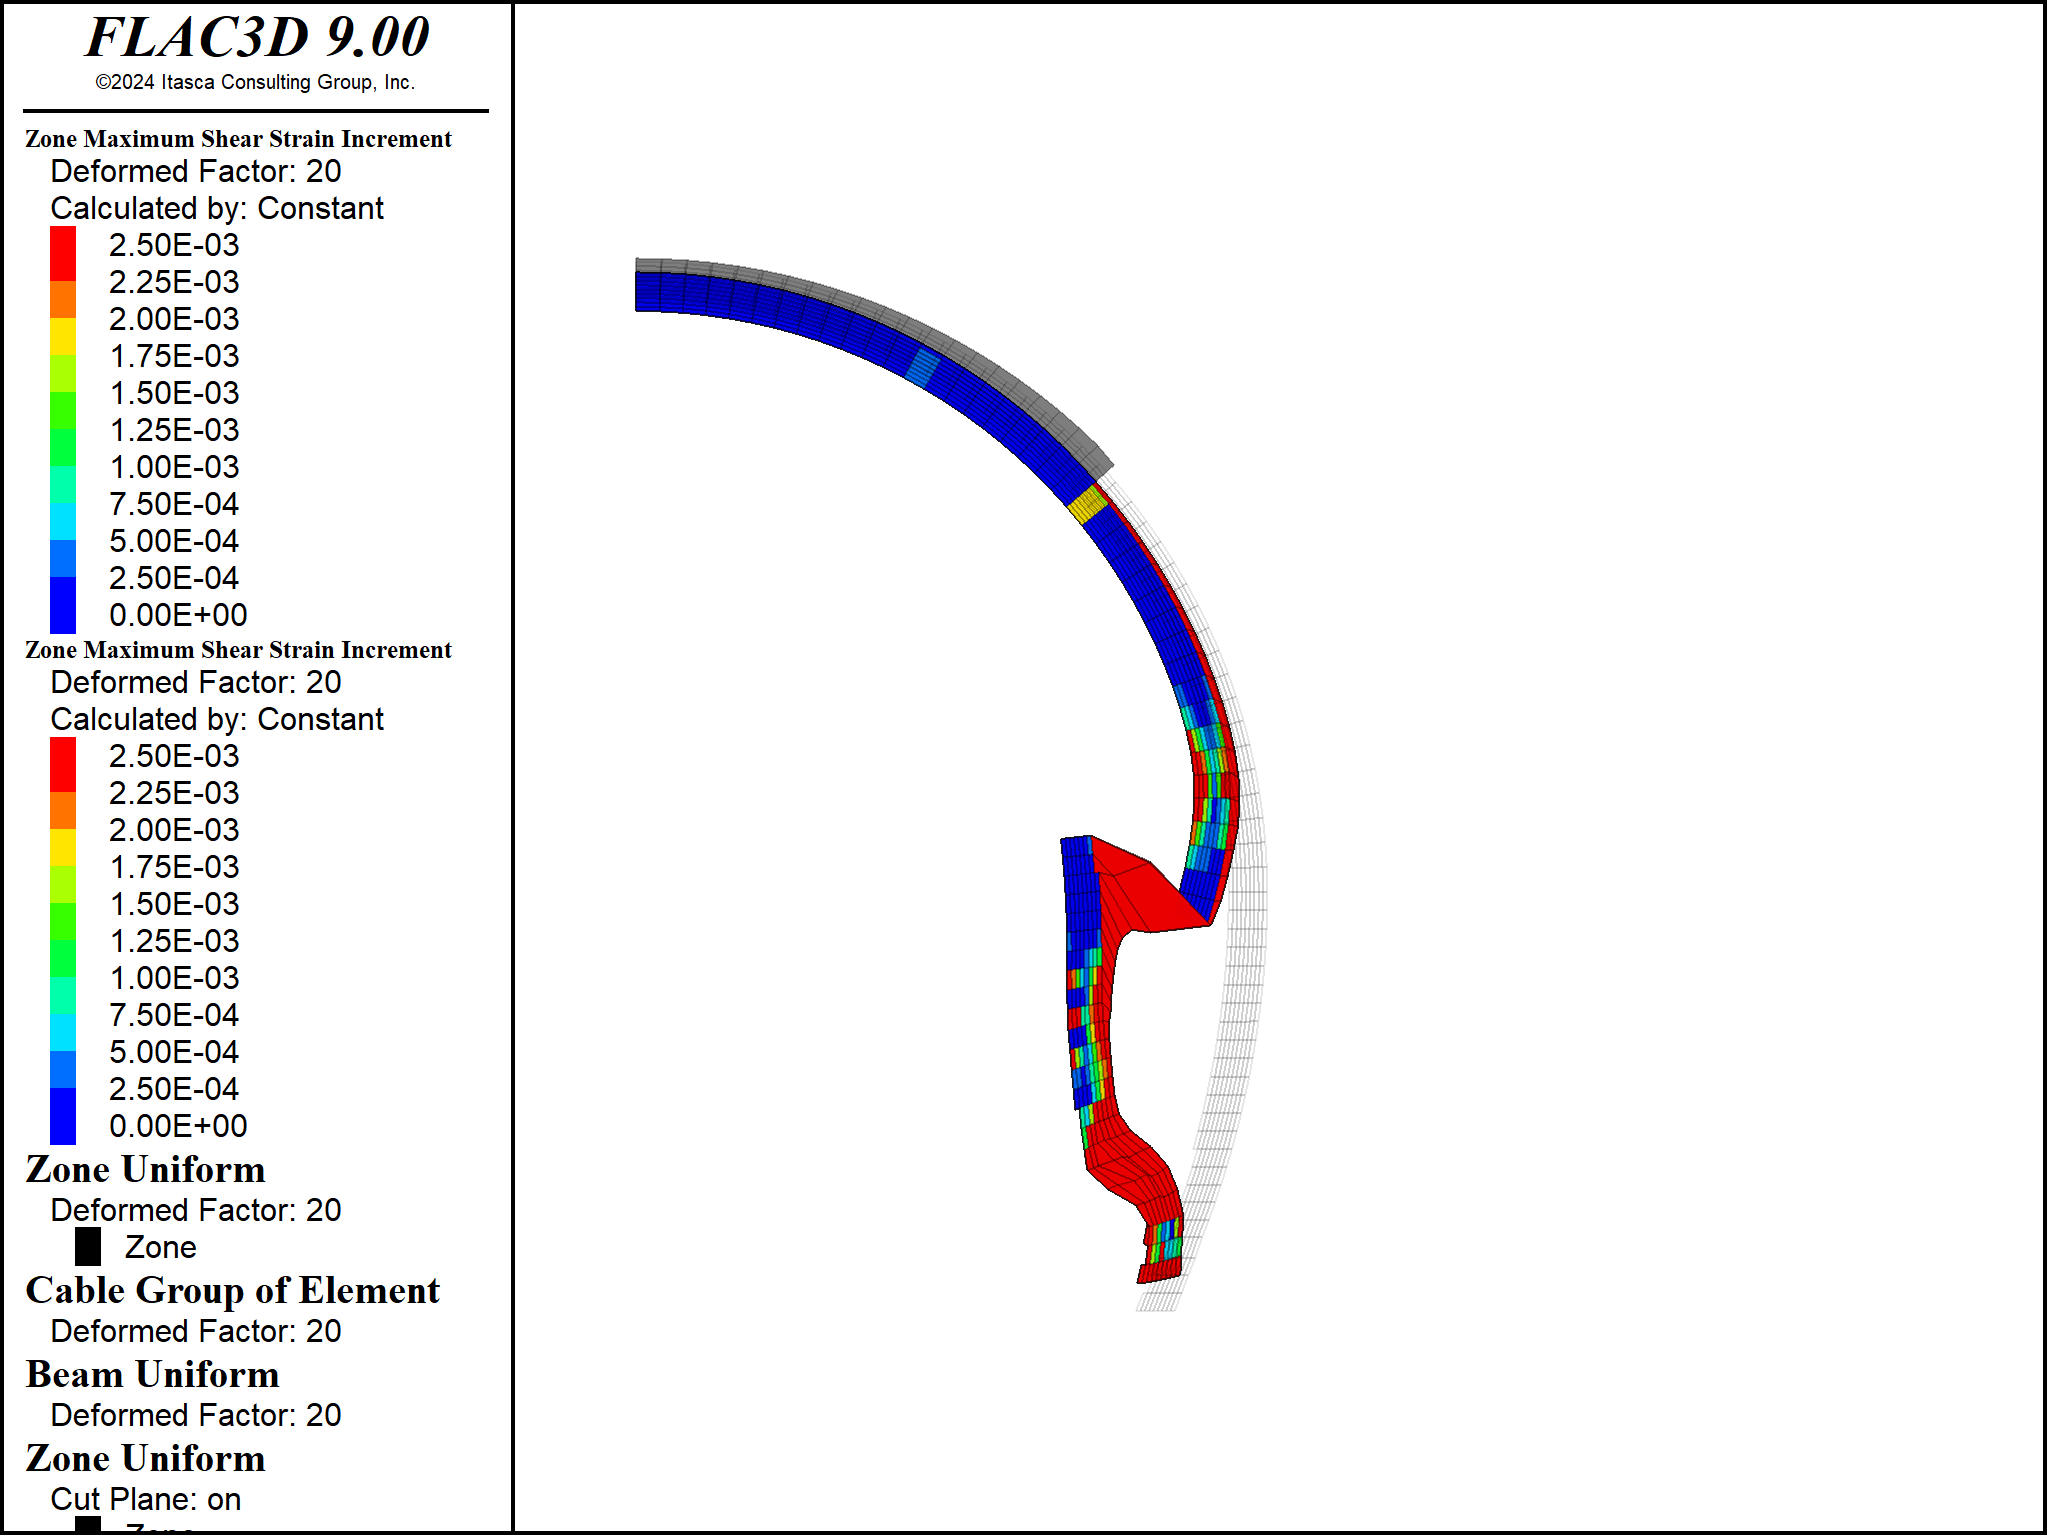 FLAC3D 9.00
©2024 Itasca Consulting Group, Inc.
Zone Maximum Shear Strain Increment
Deformed Factor: 20
Calculated by: Constant
2.50E-03
2.25E-03
2.00E-03
1.75E-03
1.50E-03
1.25E-03
1.00E-03
7.50E-04
5.00E-04
2.50E-04
0.00E+00
Zone Maximum Shear Strain Increment
Deformed Factor: 20
Calculated by: Constant
2.50E-03
2.25E-03
2.00E-03
1.75E-03
1.50E-03
1.25E-03
1.00E-03
7.50E-04
5.00E-04
2.50E-04
0.00E+00
Zone Uniform
Deformed Factor: 20
Zone
Cable Group of Element
Deformed Factor: 20
Beam Uniform
Deformed Factor: 20
Zone Uniform
Cut Plane: on